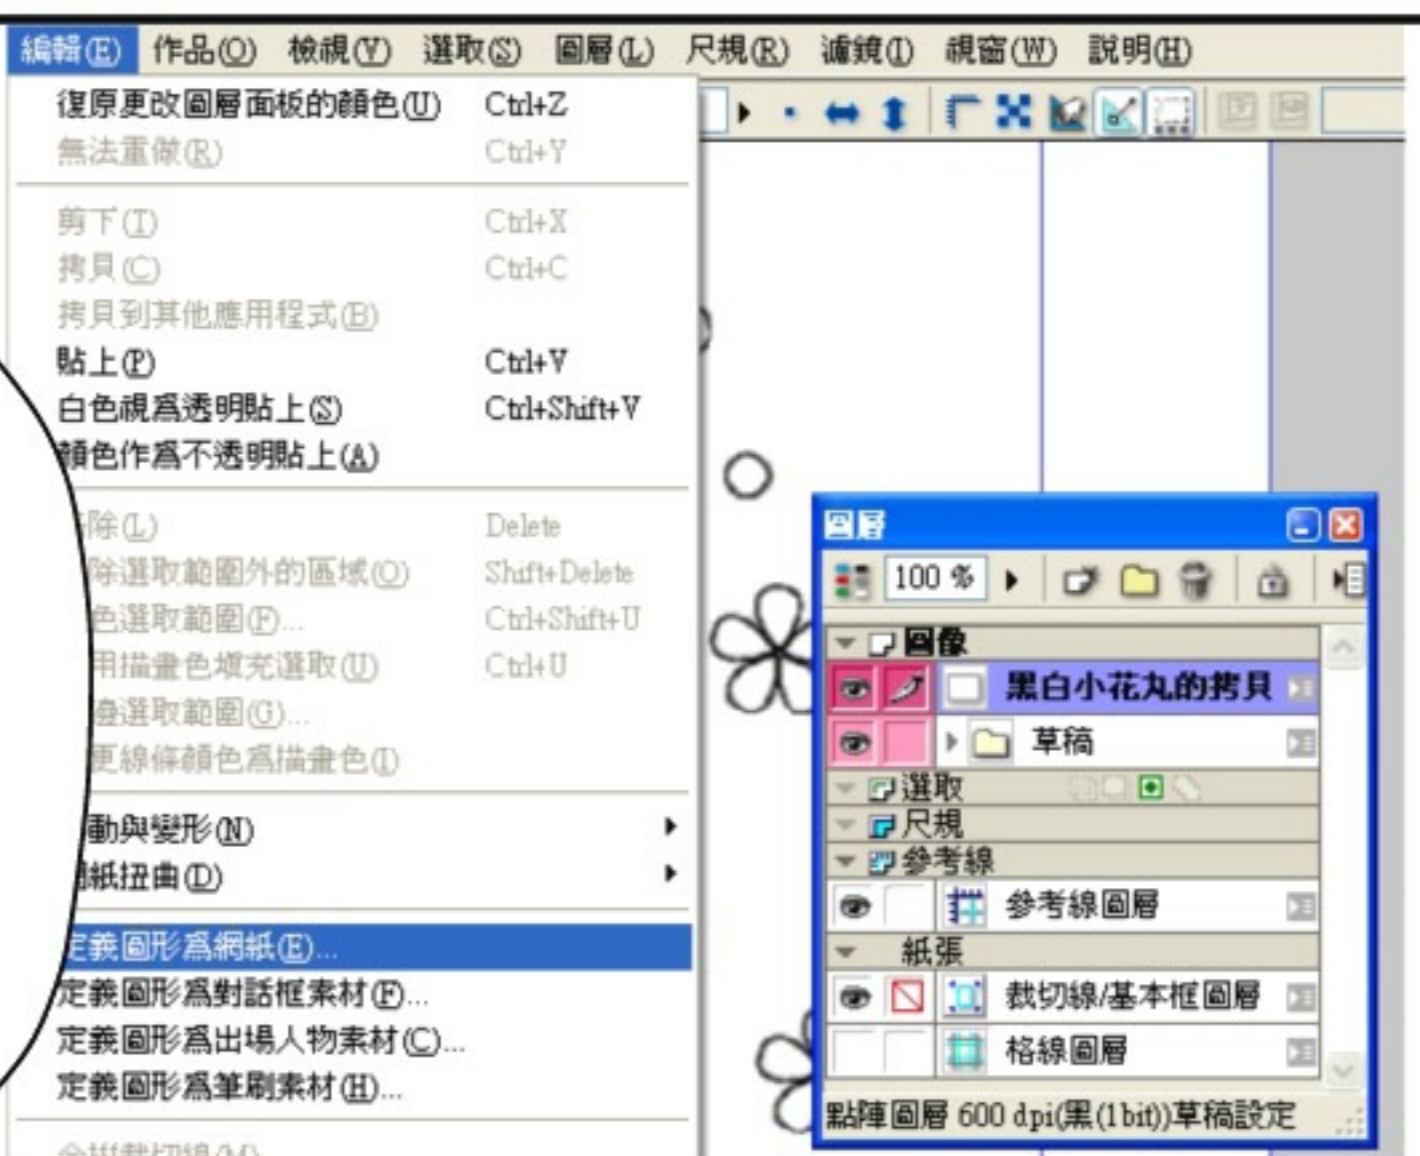 編輯(E) 作品(O) 檢視(V) 選取(S) 圖層(L) 尺規(R) 濾鏡(I) 視窗(W) 說明(H)
復原更改圖層面板的顏色(U) Ctrl+Z
無法重做(R) Ctrl+Y
剪下(T) Ctrl+X
拷貝(C) Ctrl+C
拷貝到其他應用程式(B)
貼上(P) Ctrl+V
白色視爲透明貼上(S) Ctrl+Shift+V
顏色作爲不透明貼上(A)
除(L) Delete
除選取範圍外的區域(O) Shift+Delete
色選取範圍(F)... Ctrl+Shift+U
用描畫色填充選取(U) Ctrl+U
邊選取範圍(G)...
更線條顏色爲描畫色(I)
動與變形(N)
紙扭曲(D)
定義圖形爲網紙(E)...
定義圖形爲對話框素材(F)...
定義圖形爲出場人物素材(C)...
定義圖形爲筆刷素材(H)...
圖層
100 %
圖像
黑白小花丸的拷貝
草稿
選取
尺規
參考線
參考線圖層
紙張
裁切線/基本框圖層
格線圖層
點陣圖層 600 dpi(黑(1bit))草稿設定